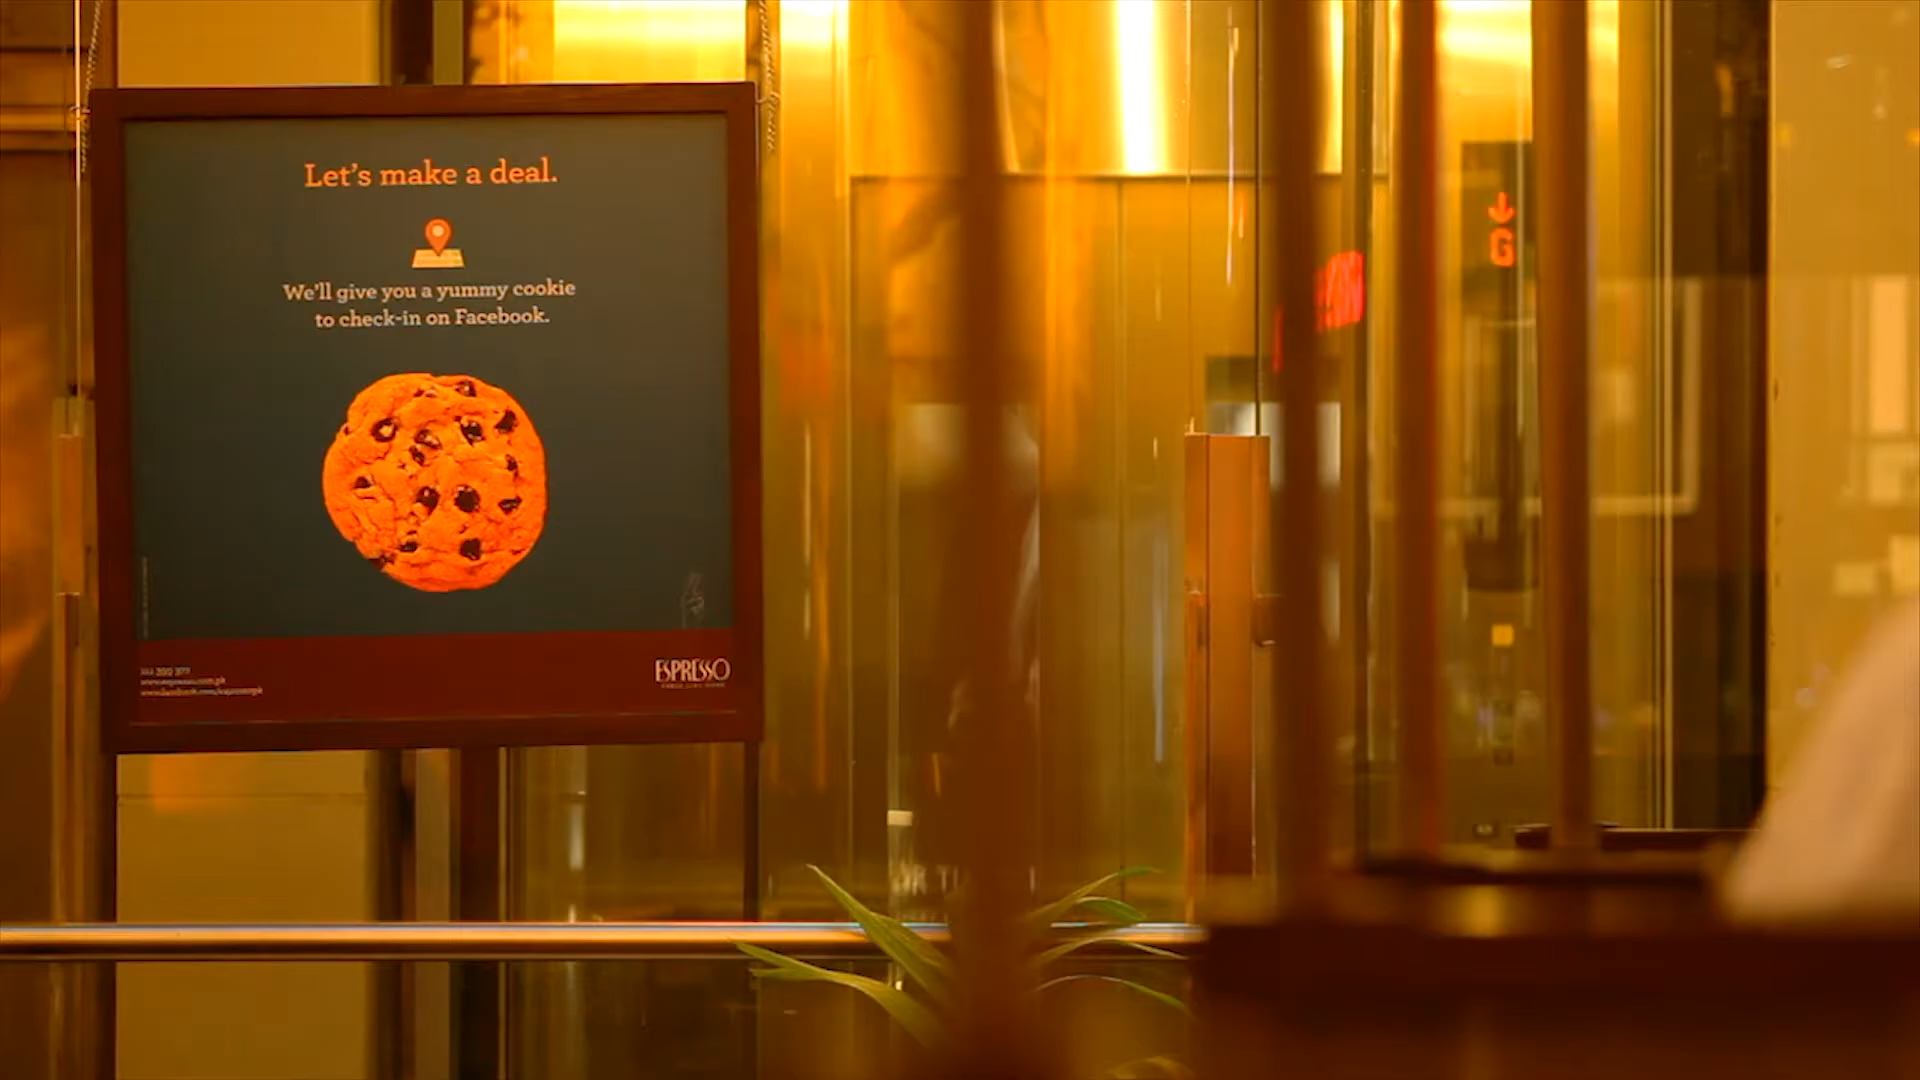 Let's make a deal.
We'll give you a yummy cookie
to check-in on Facebook.
ESPRESSO
G